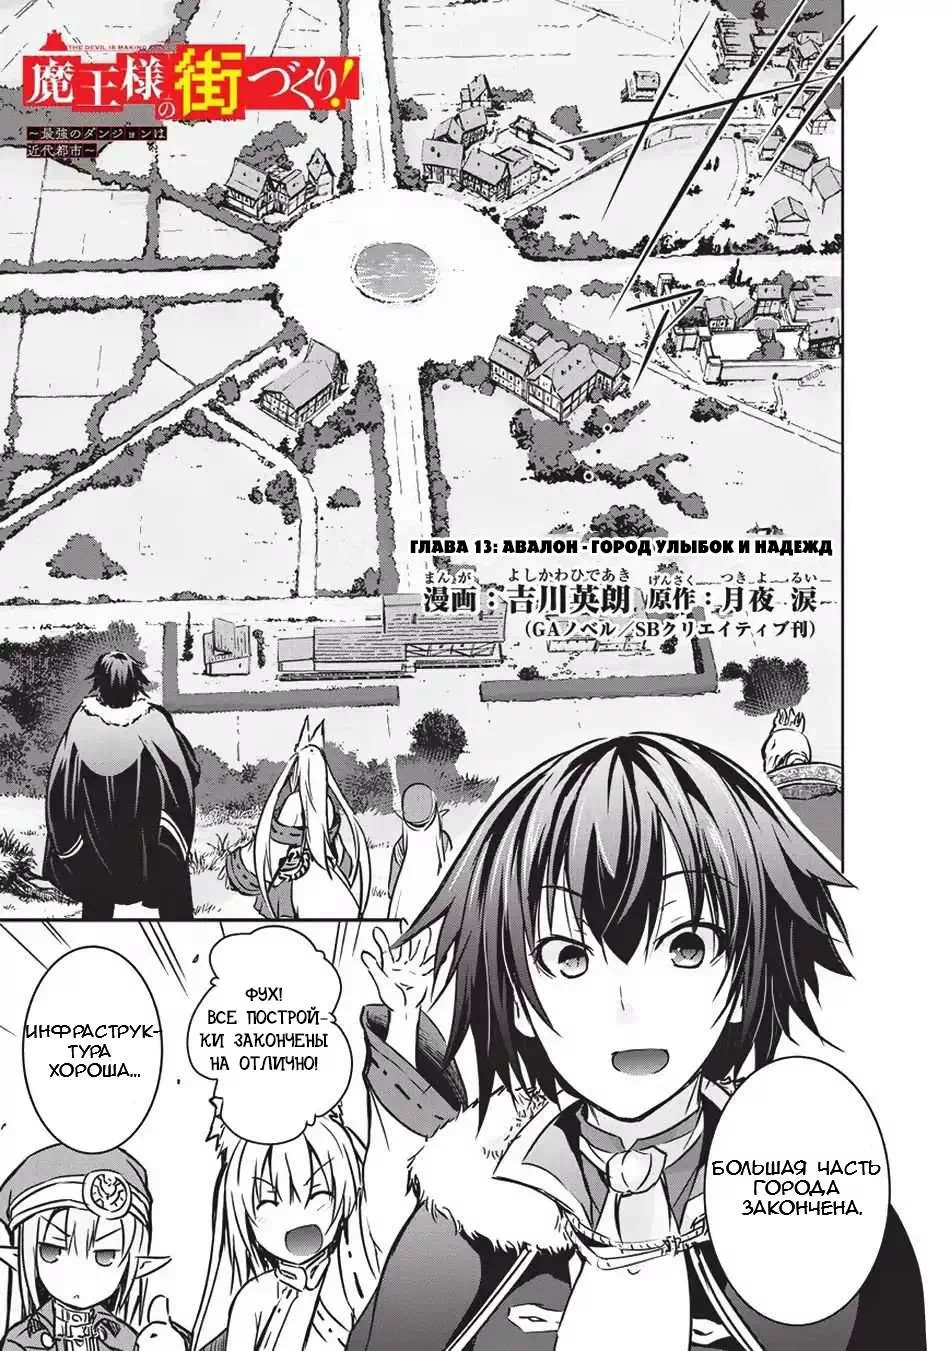 THE DEVIL IS MAKING
魔王様の街づくり!
～最強のダンジョンは
近代都市～
ГЛАВА 13: АВАЛОН - ГОРОД УЛЫБОК И НАДЕЖД
まんが よしかわひであき げんさく つきよ るい
漫画：吉川英朗 原作：月夜 涙
（GAノベル／SBクリエイティブ刊）
БОЛЬШАЯ ЧАСТЬ
ГОРОДА
ЗАКОНЧЕНА.
ФУХ!
ВСЕ ПОСТРОЙ-
КИ ЗАКОНЧЕНЫ
НА ОТЛИЧНО!
ИНФРАСТРУК-
ТУРА
ХОРОША...